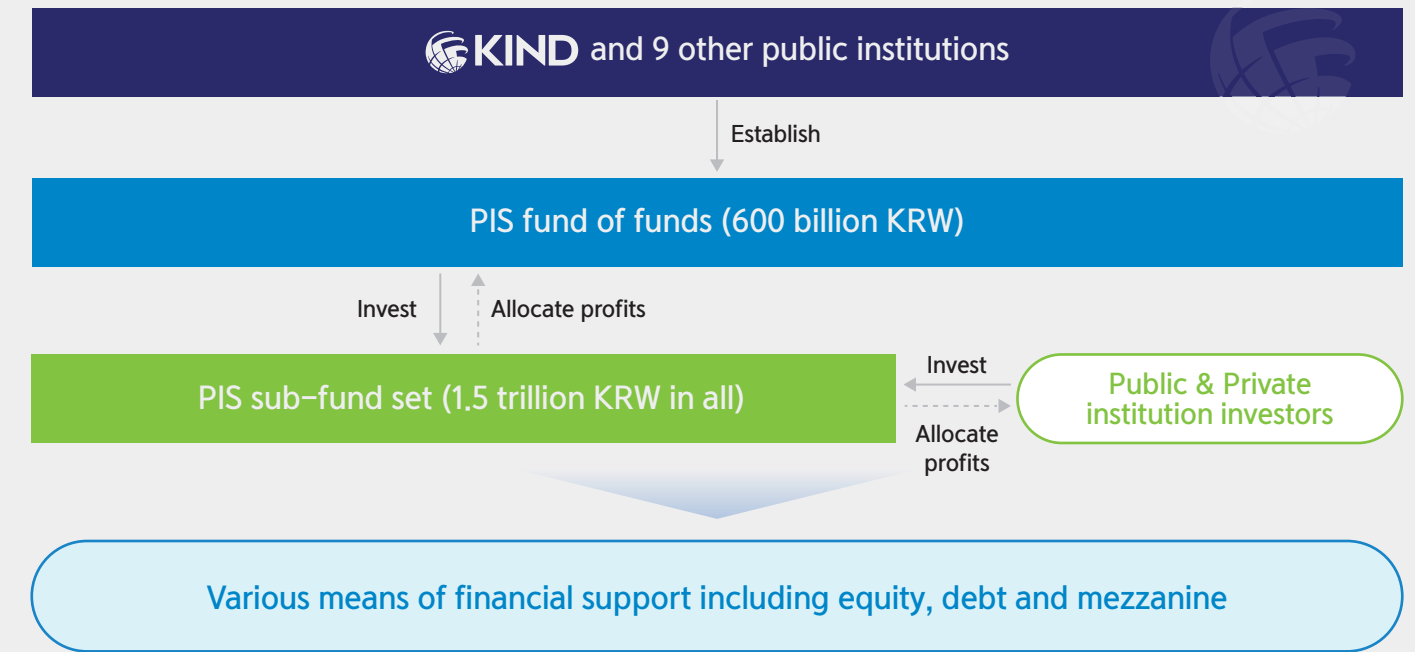 KIND and 9 other public institutions
Establish
PIS fund of funds (600 billion KRW)
Invest
Allocate profits
PIS sub-fund set (1.5 trillion KRW in all)
Invest
Allocate
profits
Public & Private
institution investors
Various means of financial support including equity, debt and mezzanine